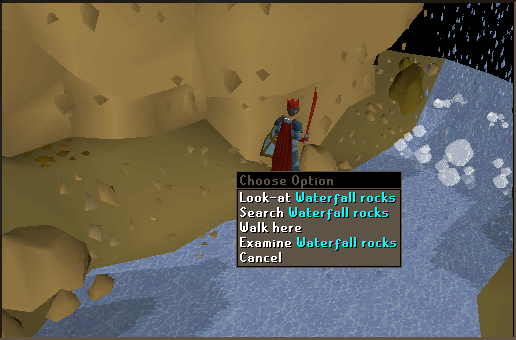 Choose Option
Look-at Waterfall rocks
Search Waterfall rocks
Walk here
Examine Waterfall rocks
Cancel